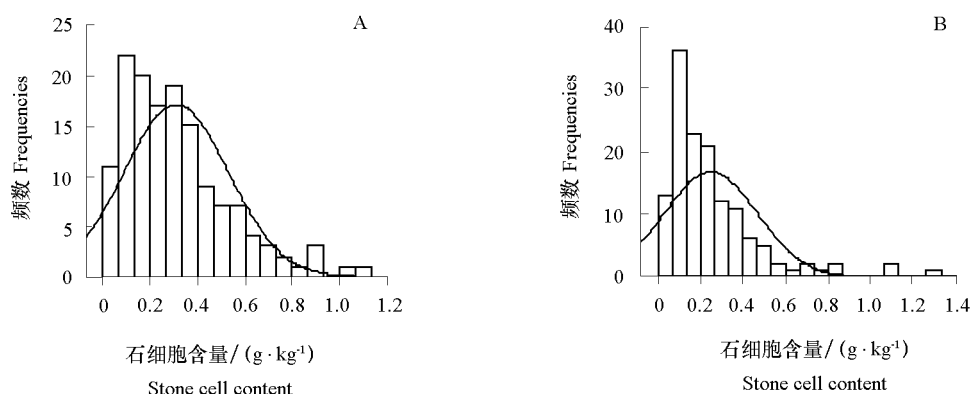 A
频数 Frequencies
25
20
15
10
5
0
0 0.2 0.4 0.6 0.8 1.0 1.2
石细胞含量/(g·kg⁻¹)
Stone cell content
B
频数 Frequencies
40
30
20
10
0
0 0.2 0.4 0.6 0.8 1.0 1.2 1.4
石细胞含量/(g·kg⁻¹)
Stone cell content